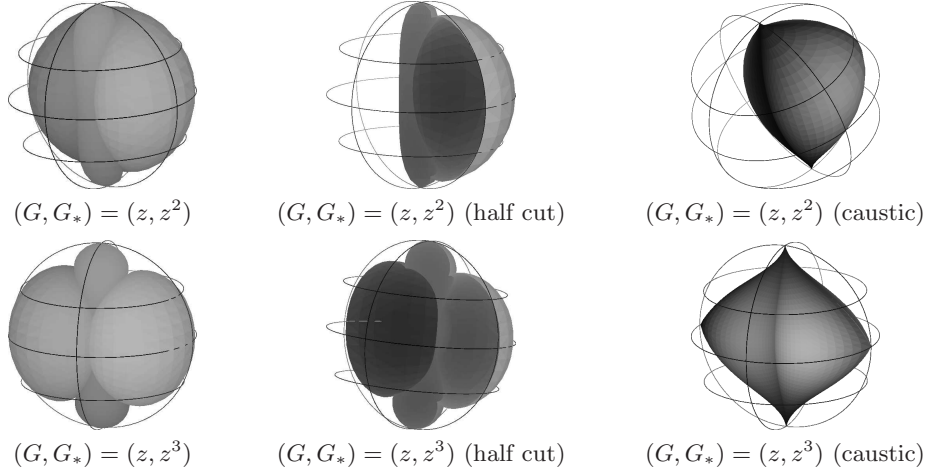 (G, G_*) = (z, z^2)
(G, G_*) = (z, z^2) (half cut)
(G, G_*) = (z, z^2) (caustic)
(G, G_*) = (z, z^3)
(G, G_*) = (z, z^3) (half cut)
(G, G_*) = (z, z^3) (caustic)